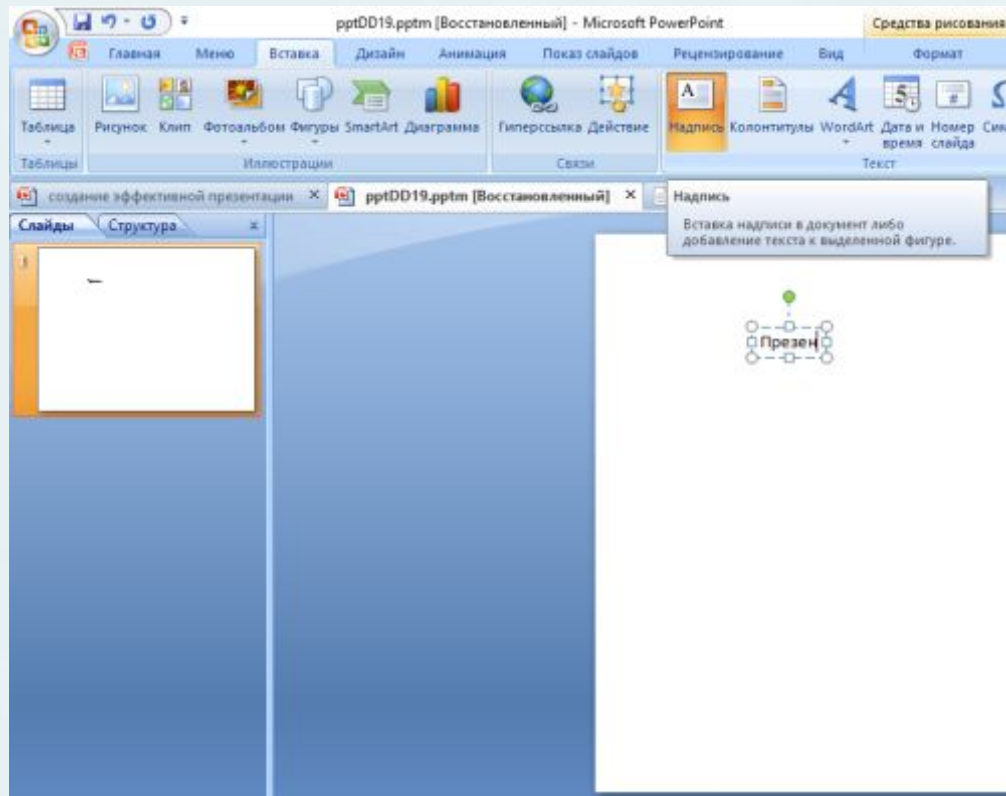 pptDD19.pptm [Восстановленный] - Microsoft PowerPoint
Средства рисования
Главная Меню Вставка Дизайн Анимация Показ слайдов Рецензирование Вид Формат
Таблица Рисунок Клип Фотоальбом Фигуры SmartArt Диаграмма Гиперссылка Действие Надпись Колонтитулы WordArt Дата и время Номер слайда
Таблицы Иллюстрации Связи Текст
создание эффективной презентации pptDD19.pptm [Восстановленный]
Надпись
Вставка надписи в документ либо
добавление текста к выделенной фигуре.
Слайды Структура
1
Презен